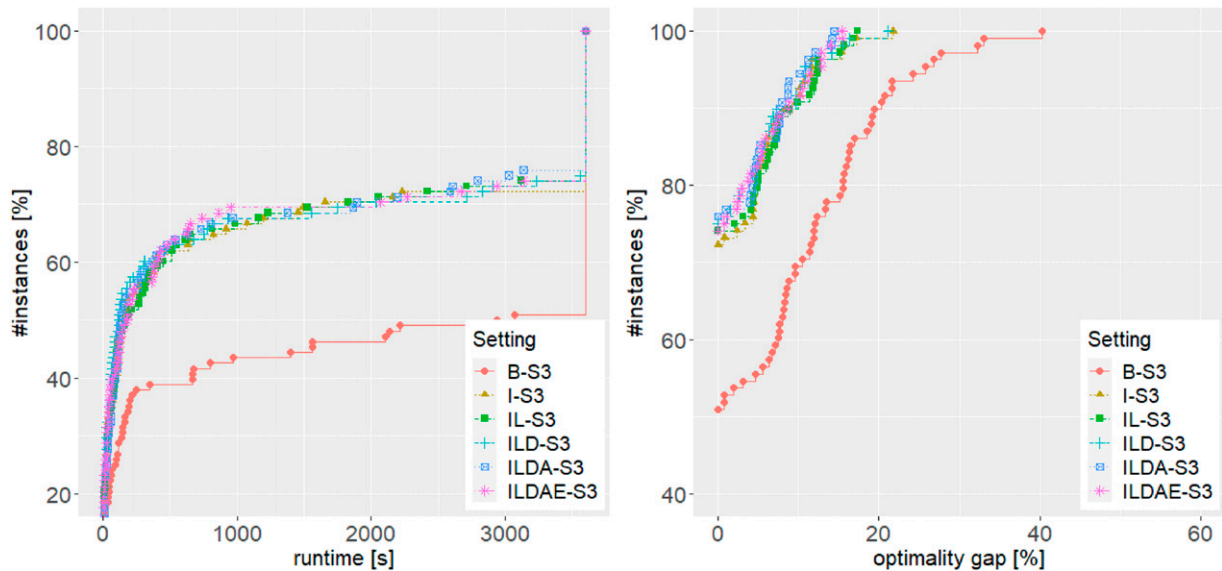 #instances [%]
100
80
60
40
20
0
1000
2000
3000
runtime [s]
Setting
B-S3
I-S3
IL-S3
ILD-S3
ILDA-S3
ILDAE-S3
#instances [%]
100
80
60
40
0
20
40
60
optimality gap [%]
Setting
B-S3
I-S3
IL-S3
ILD-S3
ILDA-S3
ILDAE-S3